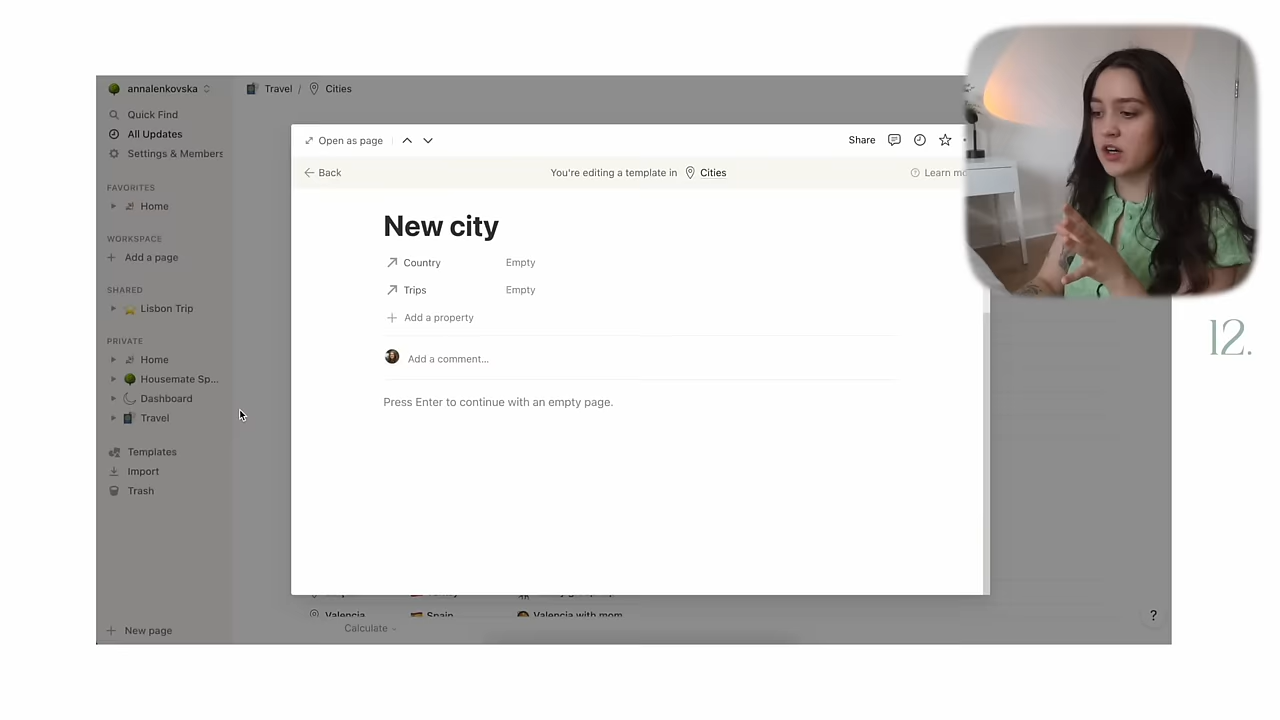 annalenkovska
Travel / Cities
Quick Find
All Updates
Settings & Members
FAVORITES
Home
WORKSPACE
Add a page
SHARED
Lisbon Trip
PRIVATE
Home
Housemate Sp...
Dashboard
Travel
Templates
Import
Trash
New page
Open as page
Share
Back
You're editing a template in Cities
Learn mo
New city
Country Empty
Trips Empty
Add a property
Add a comment...
Press Enter to continue with an empty page.
Valencia Spain Valencia with mom
Calculate
?
12.